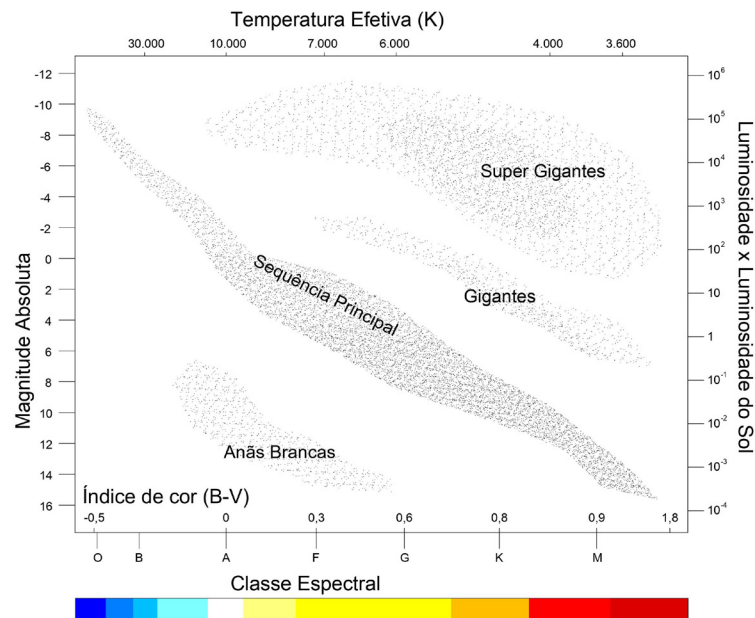 Temperatura Efetiva (K)
30.000 10.000 7.000 6.000 4.000 3.600
Magnitude Absoluta
-12
-10
-8
-6
-4
-2
0
2
4
6
8
10
12
14
16
Luminosidade x Luminosidade do Sol
10⁶
10⁵
10⁴
10³
10²
10
1
10⁻¹
10⁻²
10⁻³
10⁻⁴
Super Gigantes
Sequência Principal
Gigantes
Anãs Brancas
Índice de cor (B-V)
-0,5 0 0,3 0,6 0,8 0,9 1,8
O B A F G K M
Classe Espectral